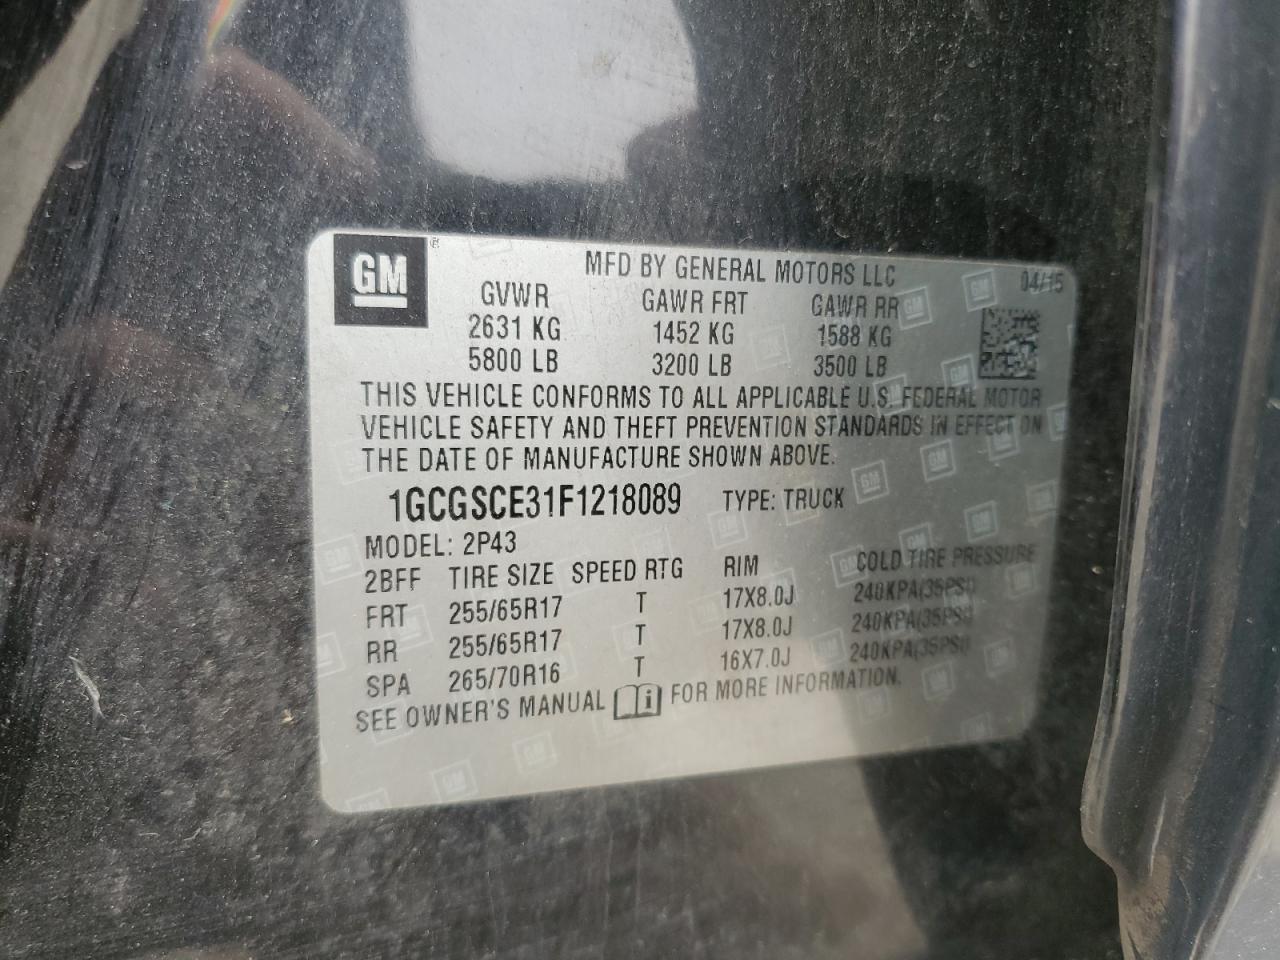 GM ®
MFD BY GENERAL MOTORS LLC 04/15
GVWR GAWR FRT GAWR RR
2631 KG 1452 KG 1588 KG
5800 LB 3200 LB 3500 LB
THIS VEHICLE CONFORMS TO ALL APPLICABLE U.S. FEDERAL MOTOR
VEHICLE SAFETY AND THEFT PREVENTION STANDARDS IN EFFECT ON
THE DATE OF MANUFACTURE SHOWN ABOVE.
1GCGSCE31F1218089 TYPE: TRUCK
MODEL: 2P43
2BFF TIRE SIZE SPEED RTG RIM COLD TIRE PRESSURE
FRT 255/65R17 T 17X8.0J 240KPA(35PSI)
RR 255/65R17 T 17X8.0J 240KPA(35PSI)
SPA 265/70R16 T 16X7.0J 240KPA(35PSI)
SEE OWNER'S MANUAL FOR MORE INFORMATION.